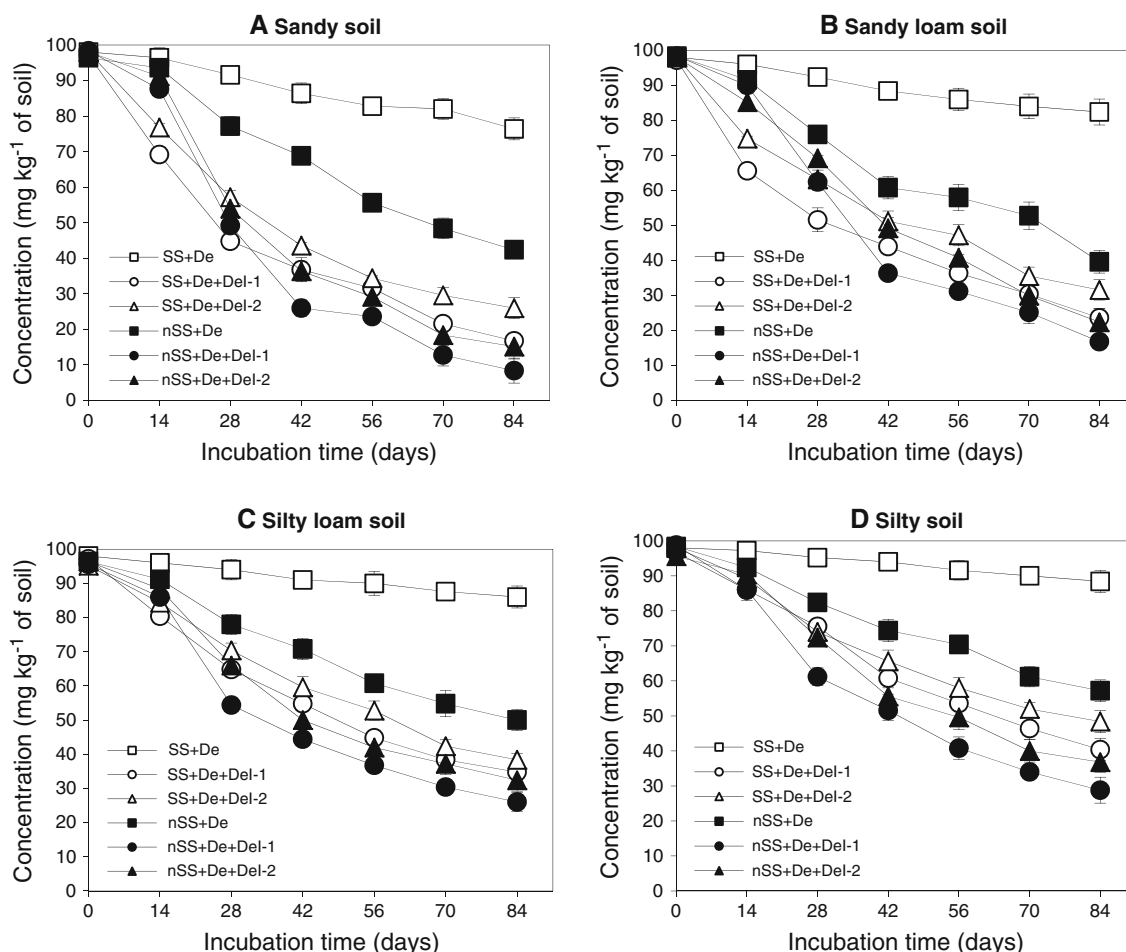 A Sandy soil
Concentration (mg kg⁻¹ of soil)
100
90
80
70
60
50
40
30
20
10
0
SS+De
SS+De+Del-1
SS+De+Del-2
nSS+De
nSS+De+Del-1
nSS+De+Del-2
0 14 28 42 56 70 84
Incubation time (days)
B Sandy loam soil
Concentration (mg kg⁻¹ of soil)
100
90
80
70
60
50
40
30
20
10
0
SS+De
SS+De+Del-1
SS+De+Del-2
nSS+De
nSS+De+Del-1
nSS+De+Del-2
0 14 28 42 56 70 84
Incubation time (days)
C Silty loam soil
Concentration (mg kg⁻¹ of soil)
100
90
80
70
60
50
40
30
20
10
0
SS+De
SS+De+Del-1
SS+De+Del-2
nSS+De
nSS+De+Del-1
nSS+De+Del-2
0 14 28 42 56 70 84
Incubation time (days)
D Silty soil
Concentration (mg kg⁻¹ of soil)
100
90
80
70
60
50
40
30
20
10
0
SS+De
SS+De+Del-1
SS+De+Del-2
nSS+De
nSS+De+Del-1
nSS+De+Del-2
0 14 28 42 56 70 84
Incubation time (days)